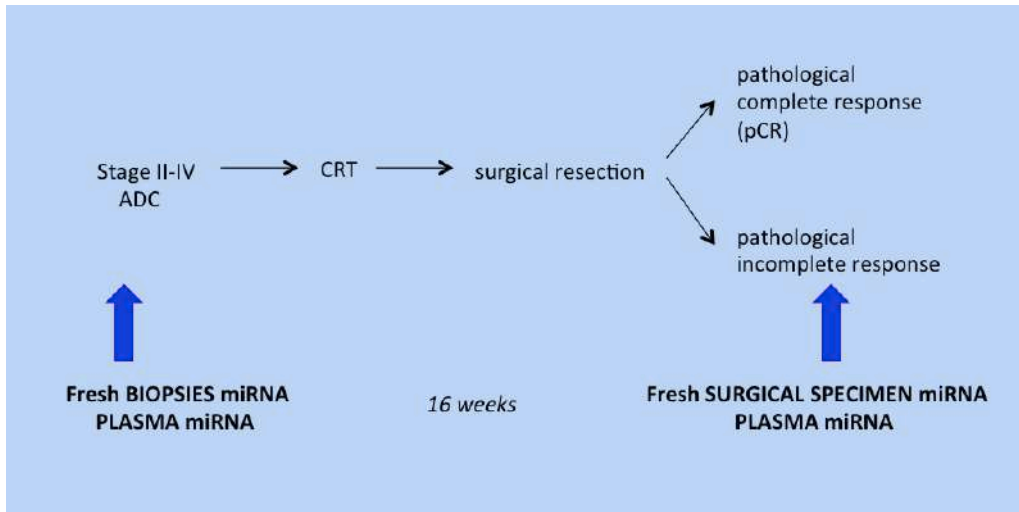 Stage II-IV
ADC
CRT
surgical resection
pathological
complete response
(pCR)
pathological
incomplete response
Fresh BIOPSIES miRNA
PLASMA miRNA
16 weeks
Fresh SURGICAL SPECIMEN miRNA
PLASMA miRNA